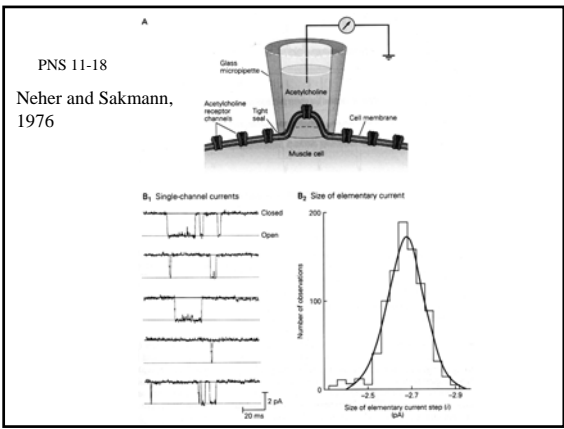 A
PNS 11-18
Neher and Sakmann,
1976
Glass
micropipette
Acetylcholine
Acetylcholine
receptor
channels
Tight
seal
Cell membrane
Muscle cell
B₁ Single-channel currents
Closed
Open
2 pA
20 ms
B₂ Size of elementary current
200
100
0
Number of observations
−2.5
−2.7
−2.9
Size of elementary current step (i)
(pA)